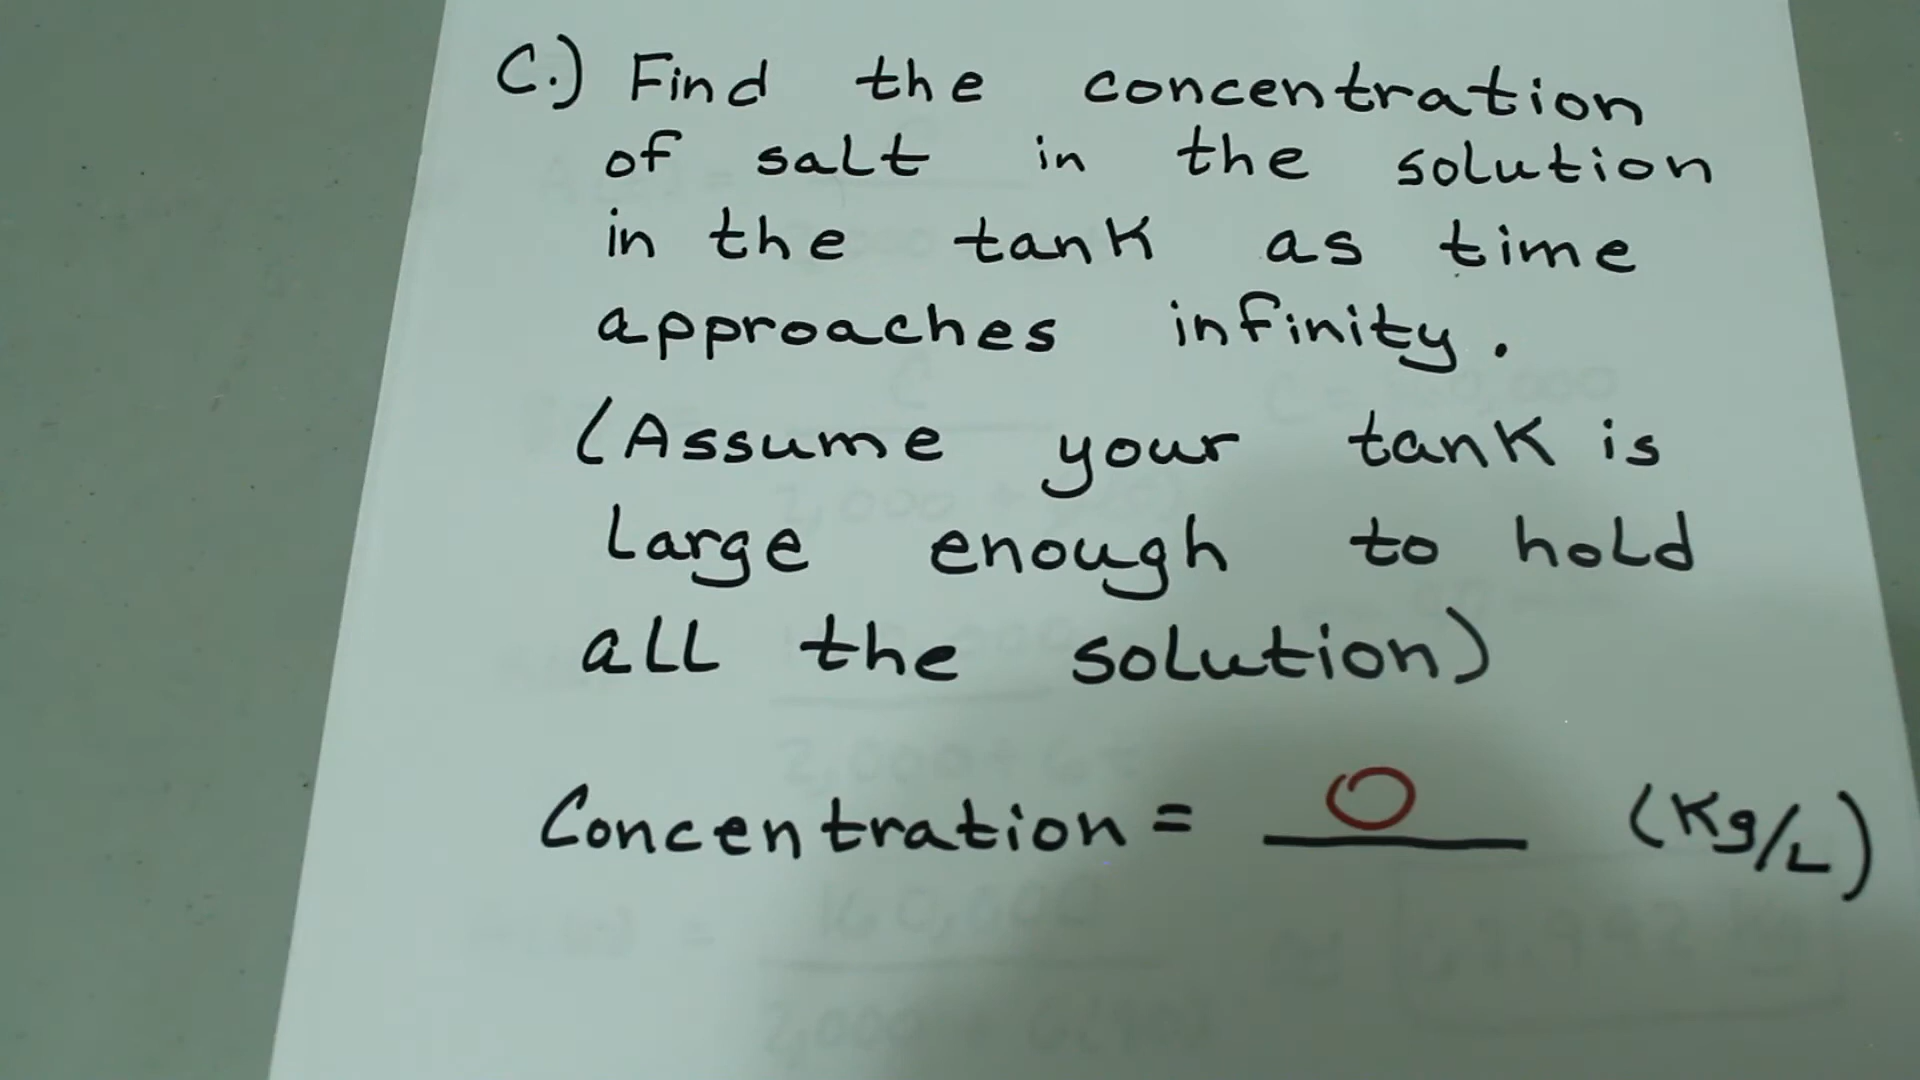 C.) Find the concentration
of salt in the solution
in the tank as time
approaches infinity.
(Assume your tank is
large enough to hold
all the solution)
Concentration = 0 (Kg/L)